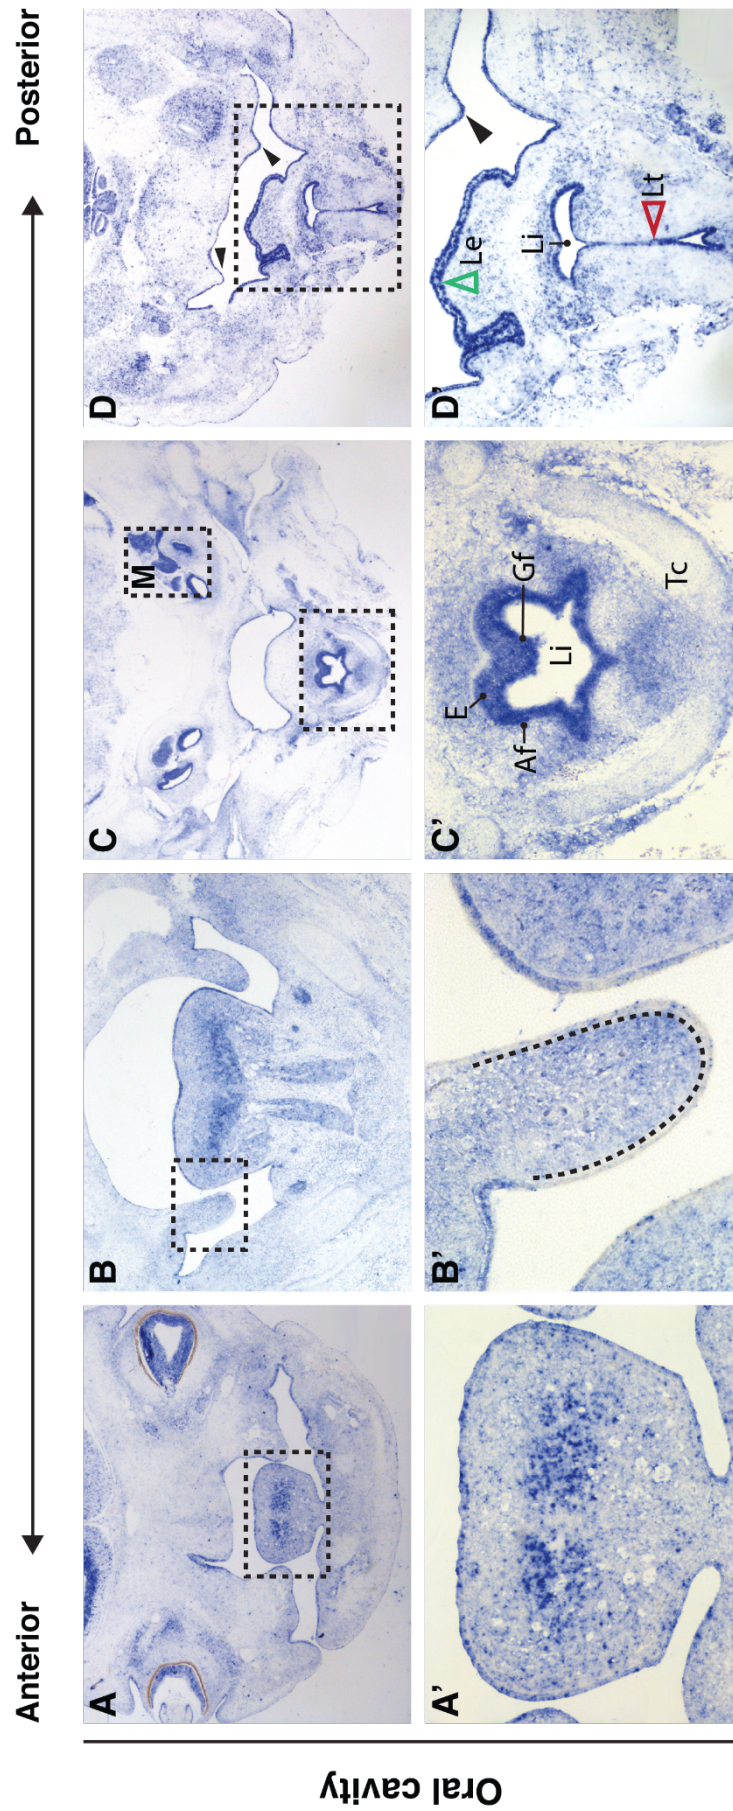 Anterior
Posterior
Oral cavity
A
B
C
M
D
A'
B'
C'
E
Af
Gf
Li
Tc
D'
Le
Li
Lt